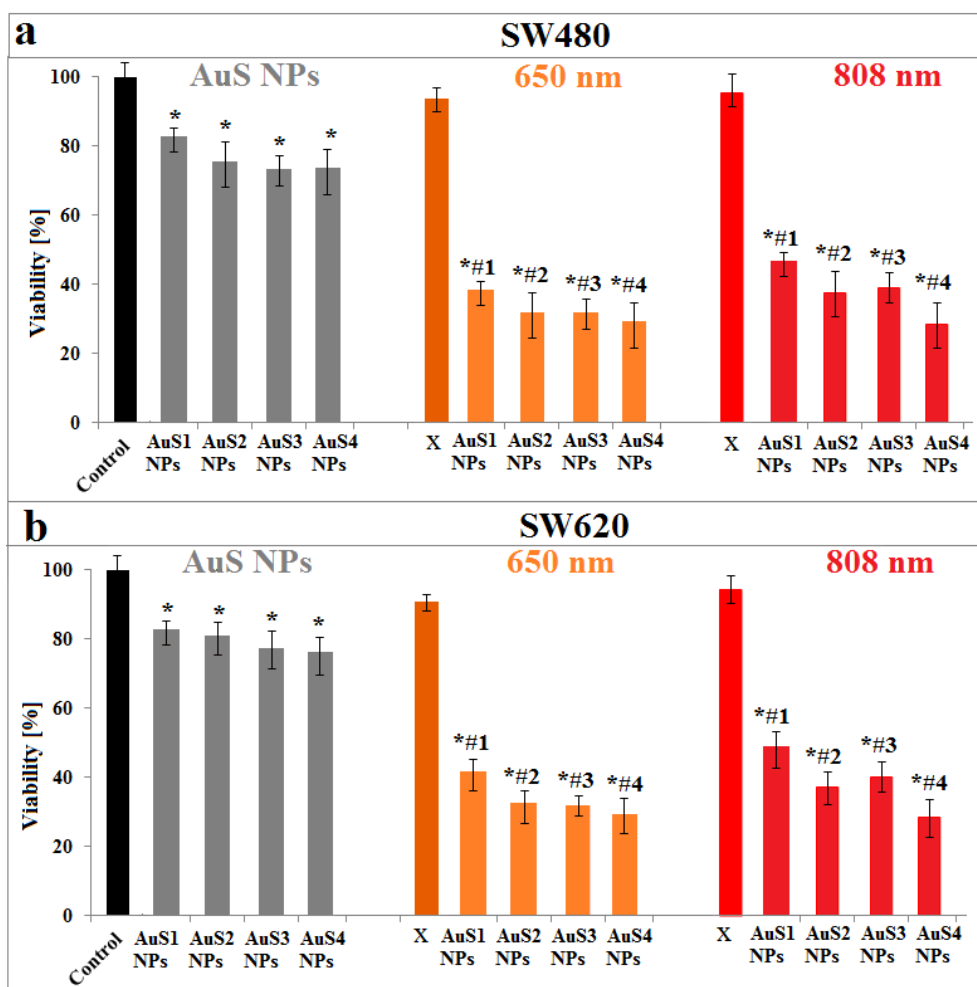 a
SW480
AuS NPs
650 nm
808 nm
Viability [%]
100
80
60
40
20
0
*
*
*
*
*#1
*#2
*#3
*#4
*#1
*#2
*#3
*#4
Control
AuS1
NPs
AuS2
NPs
AuS3
NPs
AuS4
NPs
X
AuS1
NPs
AuS2
NPs
AuS3
NPs
AuS4
NPs
X
AuS1
NPs
AuS2
NPs
AuS3
NPs
AuS4
NPs
b
SW620
AuS NPs
650 nm
808 nm
Viability [%]
100
80
60
40
20
0
*
*
*
*
*#1
*#2
*#3
*#4
*#1
*#2
*#3
*#4
Control
AuS1
NPs
AuS2
NPs
AuS3
NPs
AuS4
NPs
X
AuS1
NPs
AuS2
NPs
AuS3
NPs
AuS4
NPs
X
AuS1
NPs
AuS2
NPs
AuS3
NPs
AuS4
NPs